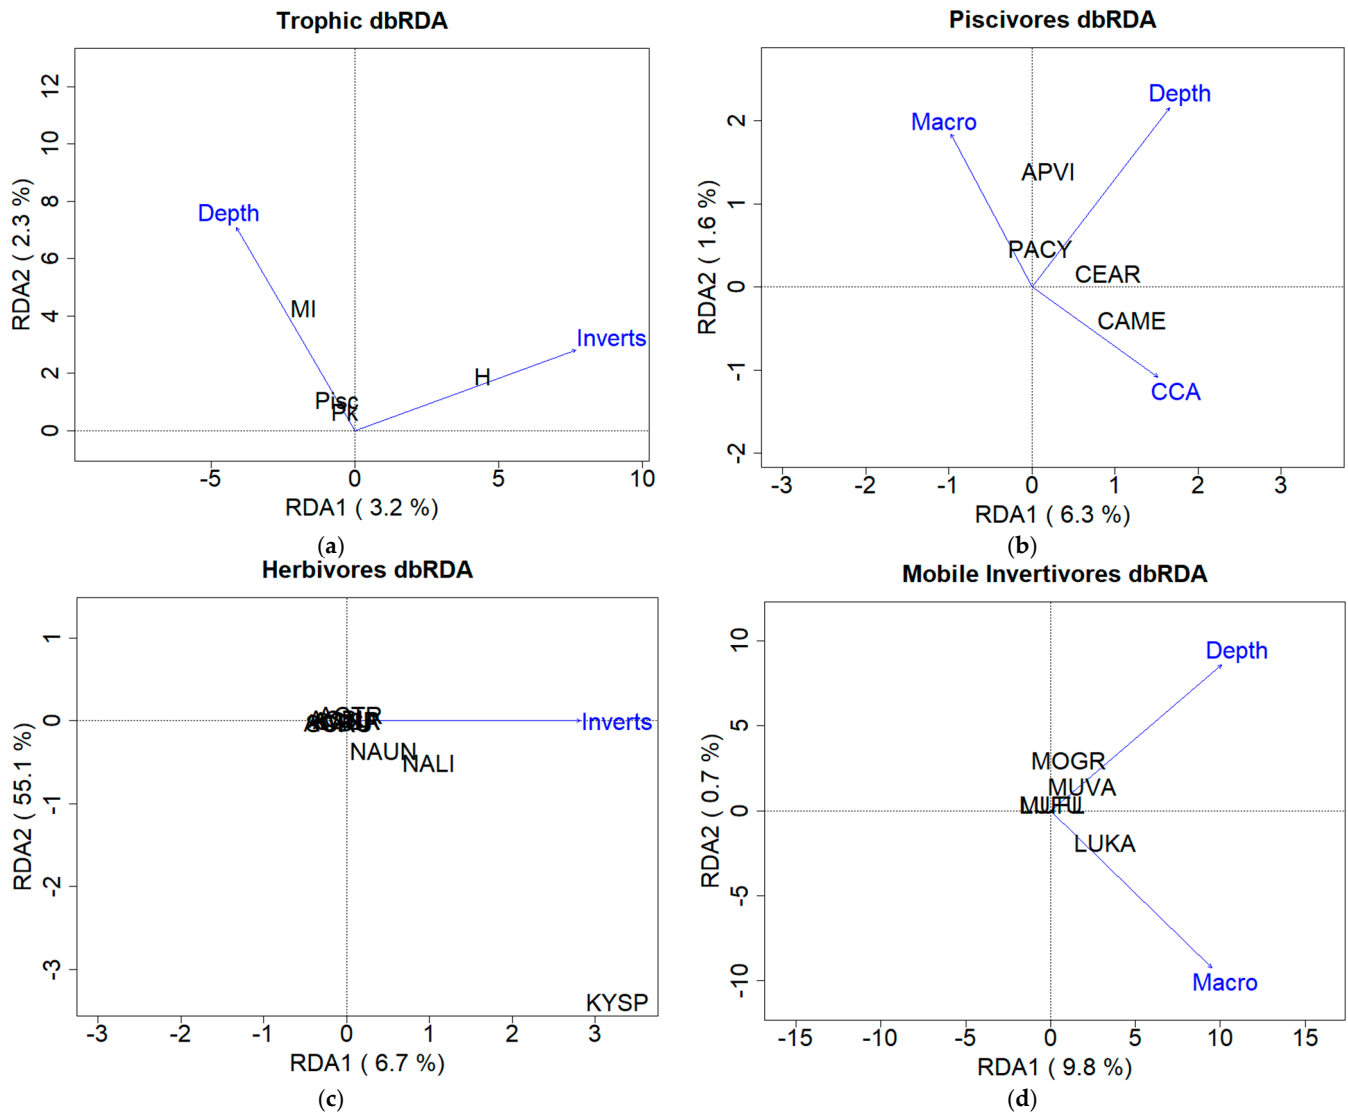 Trophic dbRDA
RDA2 ( 2.3 %)
12
10
8
6
4
2
0
Depth
MI
Pisc
Pk
H
Inverts
-5
0
5
10
RDA1 ( 3.2 %)
(a)
Piscivores dbRDA
RDA2 ( 1.6 %)
2
1
0
-1
-2
Macro
Depth
APVI
PACY
CEAR
CAME
CCA
-3
-2
-1
0
1
2
3
RDA1 ( 6.3 %)
(b)
Herbivores dbRDA
RDA2 ( 55.1 %)
1
0
-1
-2
-3
Inverts
NAUN
NALI
KYSP
-3
-2
-1
0
1
2
3
RDA1 ( 6.7 %)
(c)
Mobile Invertivores dbRDA
RDA2 ( 0.7 %)
10
5
0
-5
-10
Depth
MOGR
MUVA
LUKA
Macro
-15
-10
-5
0
5
10
15
RDA1 ( 9.8 %)
(d)